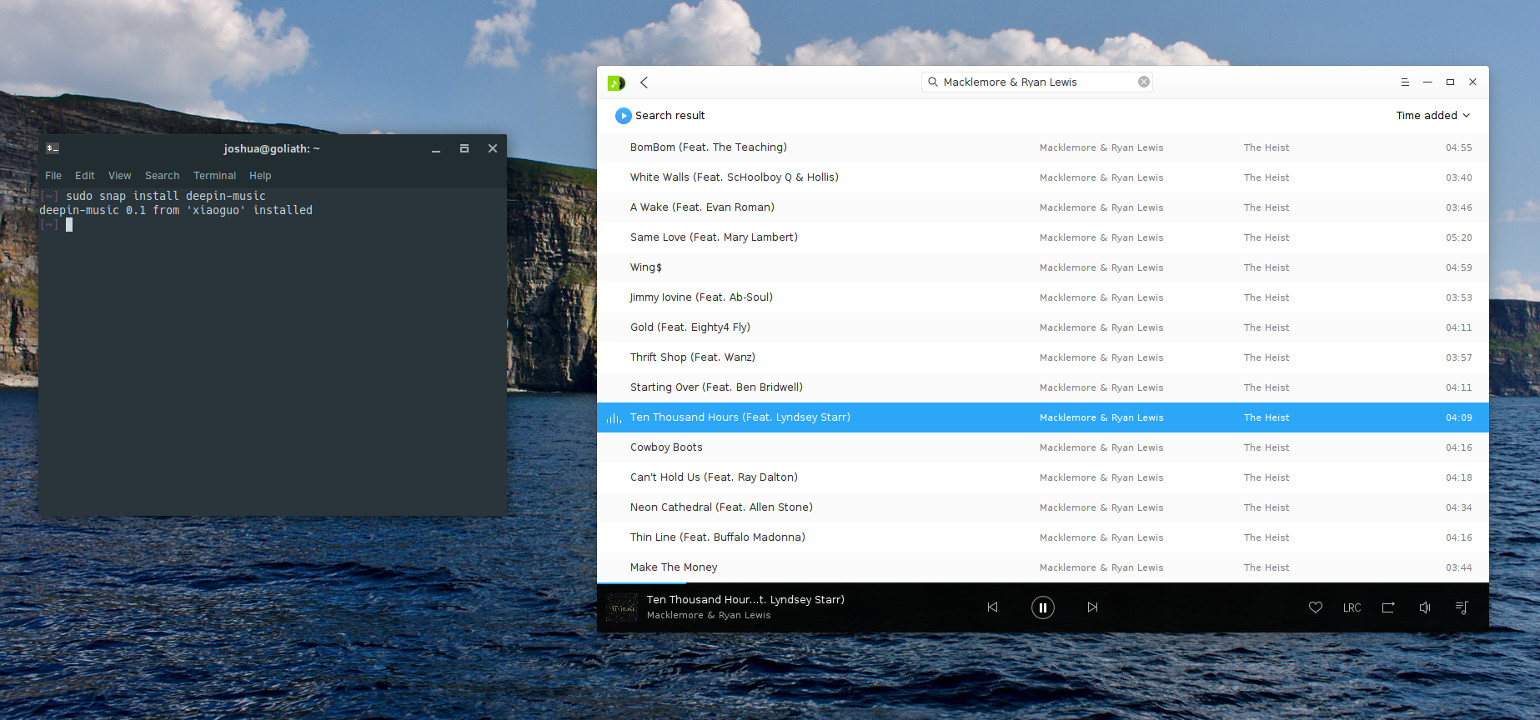 joshua@goliath: ~
File Edit View Search Terminal Help
[~] sudo snap install deepin-music
deepin-music 0.1 from 'xiaoguo' installed
[~]
Macklemore & Ryan Lewis
Search result Time added
BomBom (Feat. The Teaching) Macklemore & Ryan Lewis The Heist 04:55
White Walls (Feat. ScHoolboy Q & Hollis) Macklemore & Ryan Lewis The Heist 03:40
A Wake (Feat. Evan Roman) Macklemore & Ryan Lewis The Heist 03:46
Same Love (Feat. Mary Lambert) Macklemore & Ryan Lewis The Heist 05:20
Wing$ Macklemore & Ryan Lewis The Heist 04:59
Jimmy Iovine (Feat. Ab-Soul) Macklemore & Ryan Lewis The Heist 03:53
Gold (Feat. Eighty4 Fly) Macklemore & Ryan Lewis The Heist 04:11
Thrift Shop (Feat. Wanz) Macklemore & Ryan Lewis The Heist 03:57
Starting Over (Feat. Ben Bridwell) Macklemore & Ryan Lewis The Heist 04:11
Ten Thousand Hours (Feat. Lyndsey Starr) Macklemore & Ryan Lewis The Heist 04:09
Cowboy Boots Macklemore & Ryan Lewis The Heist 04:16
Can't Hold Us (Feat. Ray Dalton) Macklemore & Ryan Lewis The Heist 04:18
Neon Cathedral (Feat. Allen Stone) Macklemore & Ryan Lewis The Heist 04:34
Thin Line (Feat. Buffalo Madonna) Macklemore & Ryan Lewis The Heist 04:16
Make The Money Macklemore & Ryan Lewis The Heist 03:44
Ten Thousand Hour...t. Lyndsey Starr)
Macklemore & Ryan Lewis
LRC